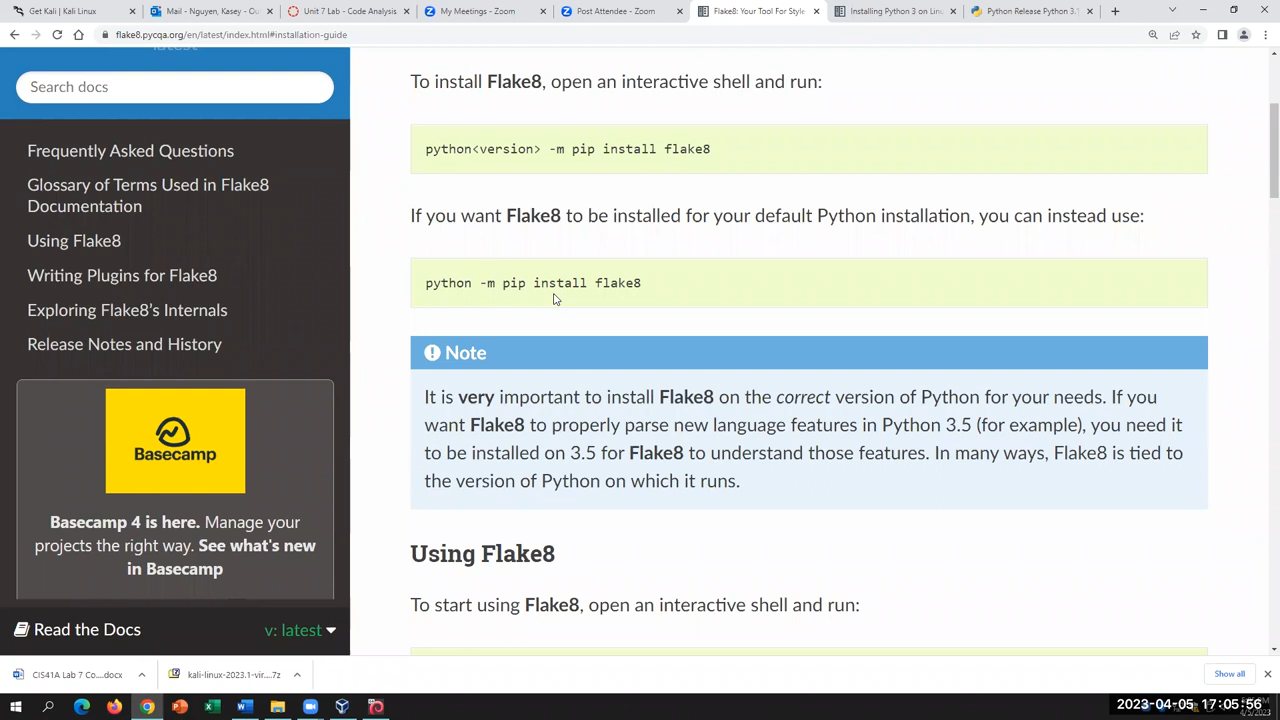 Get Kali | Kali Linux
Mail - Nguyen, Kasey - Ou
Unit 7 Lab - Code Analysis
My Meetings - Zoom
Post Attendee - Zoom
Flake8: Your Tool For Style
Installing Python 3 on Linu
Python Release Python 3.
flake8.pycqa.org/en/latest/index.html#installation-guide
latest
Search docs
Frequently Asked Questions
Glossary of Terms Used in Flake8
Documentation
Using Flake8
Writing Plugins for Flake8
Exploring Flake8’s Internals
Release Notes and History
Basecamp
Basecamp 4 is here. Manage your
projects the right way. See what's new
in Basecamp
Read the Docs
v: latest
To install Flake8, open an interactive shell and run:
python<version> -m pip install flake8
If you want Flake8 to be installed for your default Python installation, you can instead use:
python -m pip install flake8
Note
It is very important to install Flake8 on the correct version of Python for your needs. If you
want Flake8 to properly parse new language features in Python 3.5 (for example), you need it
to be installed on 3.5 for Flake8 to understand those features. In many ways, Flake8 is tied to
the version of Python on which it runs.
Using Flake8
To start using Flake8, open an interactive shell and run:
CIS41A Lab 7 Co....docx
kali-linux-2023.1-vir....7z
Show all
2023-04-05 17:05:56
4/5/2023